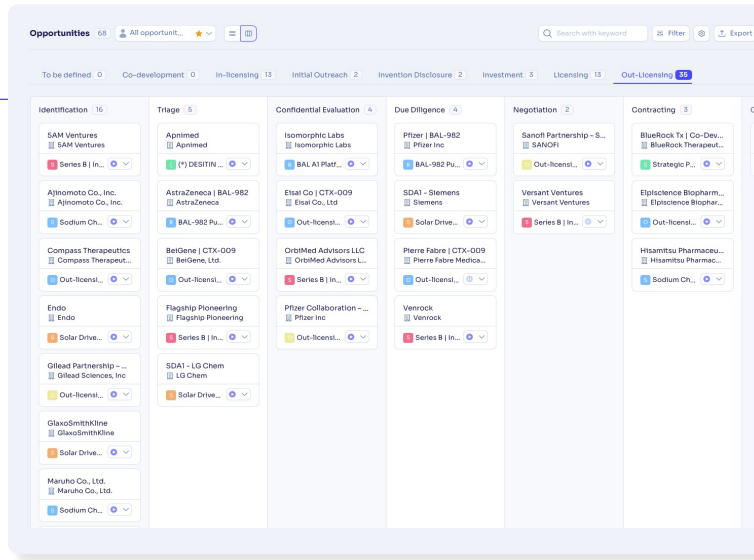 Opportunities 68 All opportunit... Search with keyword Filter Export
To be defined 0 Co-development 0 In-licensing 13 Initial Outreach 2 Invention Disclosure 2 Investment 3 Licensing 13 Out-Licensing 35
Identification 16
5AM Ventures
5AM Ventures
S Series B | In...
Ajinomoto Co., Inc.
Ajinomoto Co., Inc.
S Sodium Ch...
Compass Therapeutics
Compass Therapeut...
O Out-licensi...
Endo
Endo
S Solar Drive...
Gilead Partnership – ...
Gilead Sciences, Inc
O Out-licensi...
GlaxoSmithKline
GlaxoSmithKline
S Solar Drive...
Maruho Co., Ltd.
Maruho Co., Ltd.
S Sodium Ch...
Triage 5
Apnimed
Apnimed
(*) DESITIN ...
AstraZeneca | BAL-982
AstraZeneca
B BAL-982 Pu...
BeiGene | CTX-009
BeiGene, Ltd.
O Out-licensi...
Flagship Pioneering
Flagship Pioneering
S Series B | In...
SDA1 - LG Chem
LG Chem
S Solar Drive...
Confidential Evaluation 4
Isomorphic Labs
Isomorphic Labs
B BAL A1 Platf...
Eisai Co | CTX-009
Eisai Co., Ltd
O Out-licensi...
OrbiMed Advisors LLC
OrbiMed Advisors L...
S Series B | In...
Pfizer Collaboration – ...
Pfizer Inc
O Out-licensi...
Due Diligence 4
Pfizer | BAL-982
Pfizer Inc
B BAL-982 Pu...
SDA1 - Siemens
Siemens
S Solar Drive...
Pierre Fabre | CTX-009
Pierre Fabre Medica...
O Out-licensi...
Venrock
Venrock
S Series B | In...
Negotiation 2
Sanofi Partnership – S...
SANOFI
O Out-licensi...
Versant Ventures
Versant Ventures
S Series B | In...
Contracting 3
BlueRock Tx | Co-Dev...
BlueRock Therapeut...
S Strategic P...
Elpiscience Biopharm...
Elpiscience Biophar...
O Out-licensi...
Hisamitsu Pharmaceu...
Hisamitsu Pharmac...
S Sodium Ch...